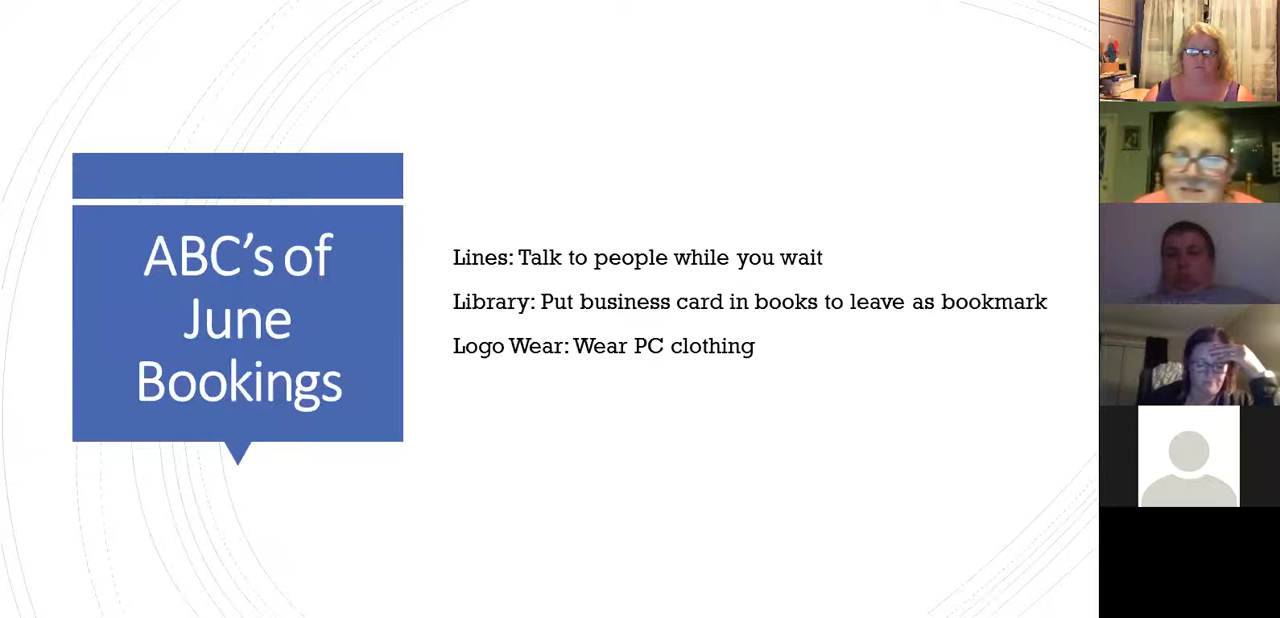 ABC's of
June
Bookings
Lines: Talk to people while you wait
Library: Put business card in books to leave as bookmark
Logo Wear: Wear PC clothing